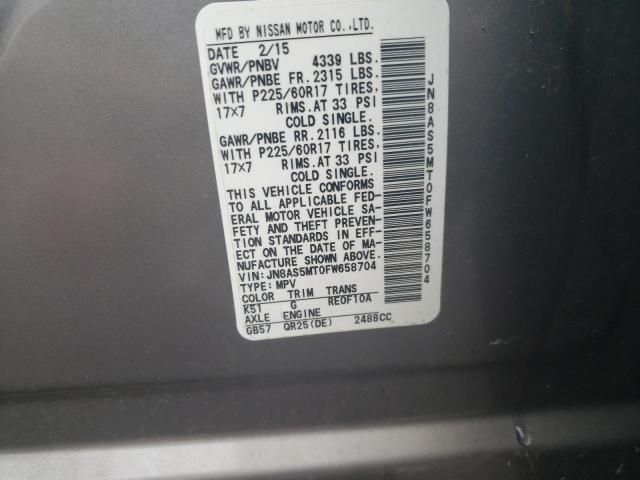 MFD BY NISSAN MOTOR CO.,LTD.
DATE 2/15
GVWR/PNBV 4339 LBS.
GAWR/PNBE FR. 2315 LBS.
WITH P225/60R17 TIRES,
17X7 RIMS. AT 33 PSI
COLD SINGLE.
GAWR/PNBE RR. 2116 LBS.
WITH P225/60R17 TIRES,
17X7 RIMS. AT 33 PSI
COLD SINGLE.
THIS VEHICLE CONFORMS
TO ALL APPLICABLE FED-
ERAL MOTOR VEHICLE SA-
FETY AND THEFT PREVEN-
TION STANDARDS IN EFF-
ECT ON THE DATE OF MA-
NUFACTURE SHOWN ABOVE.
VIN: JN8AS5MT0FW658704
TYPE: MPV
COLOR TRIM TRANS
K51 G RE0F10A
AXLE ENGINE
GB57 QR25(DE) 2488CC
JN8AS5MT0FW658704